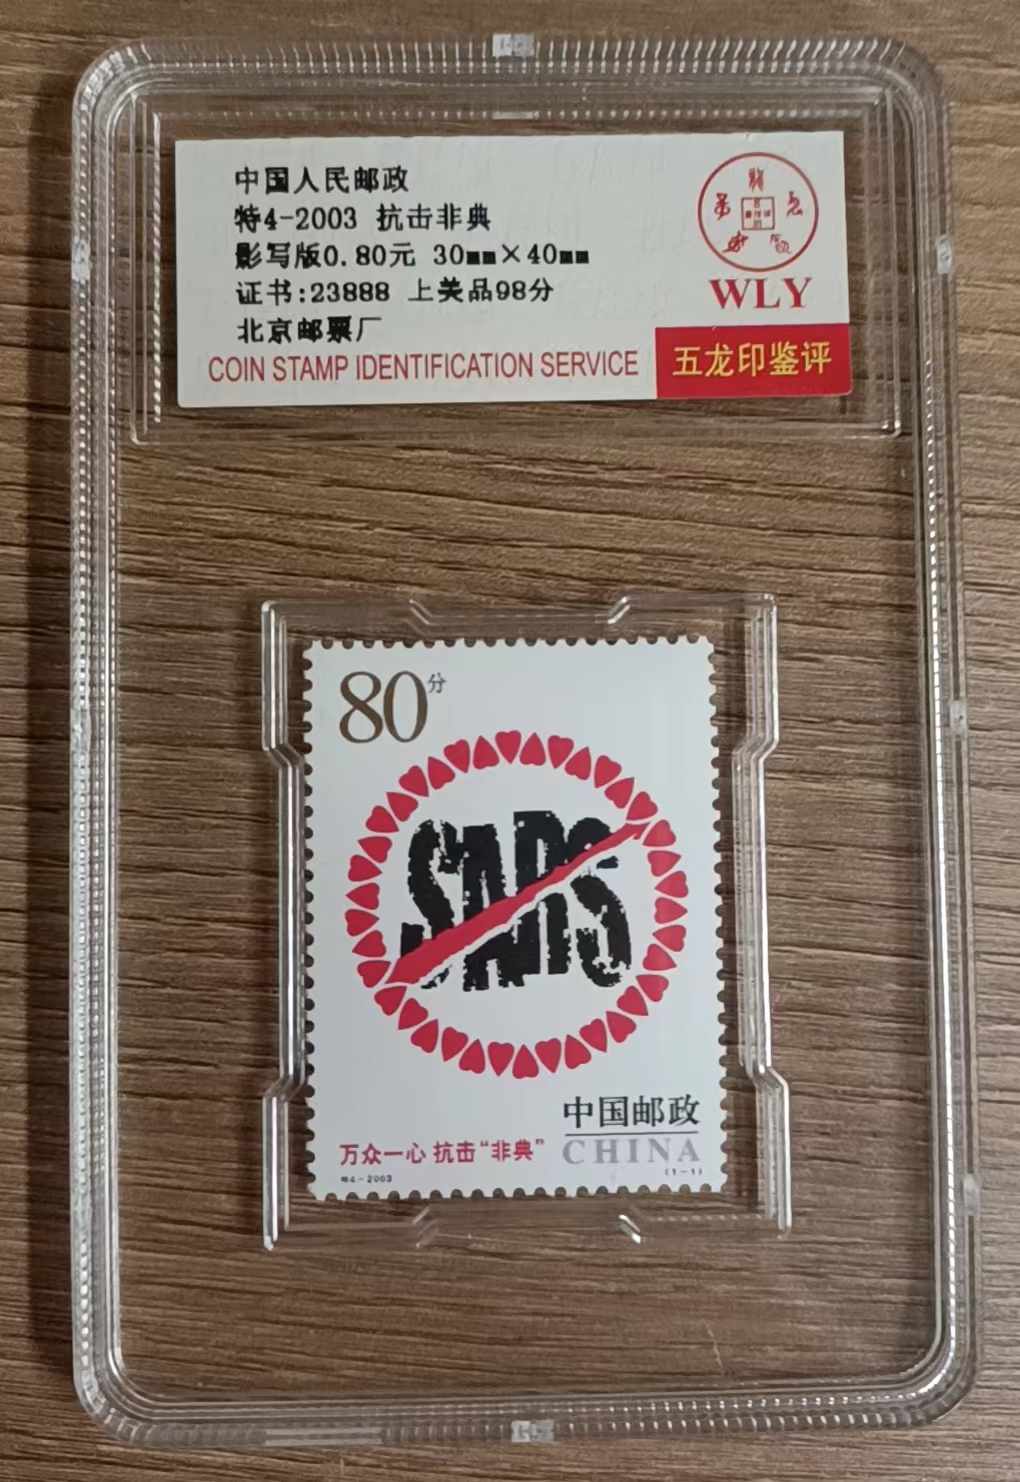 中国人民邮政
特4-2003 抗击非典
影写版0.80元 30mm×40mm
证书:23888 上美品98分
北京邮票厂
COIN STAMP IDENTIFICATION SERVICE
WLY
五龙印鉴评
80分
SARS
中国邮政
CHINA
万众一心 抗击“非典”
特4-2003
(1-1)